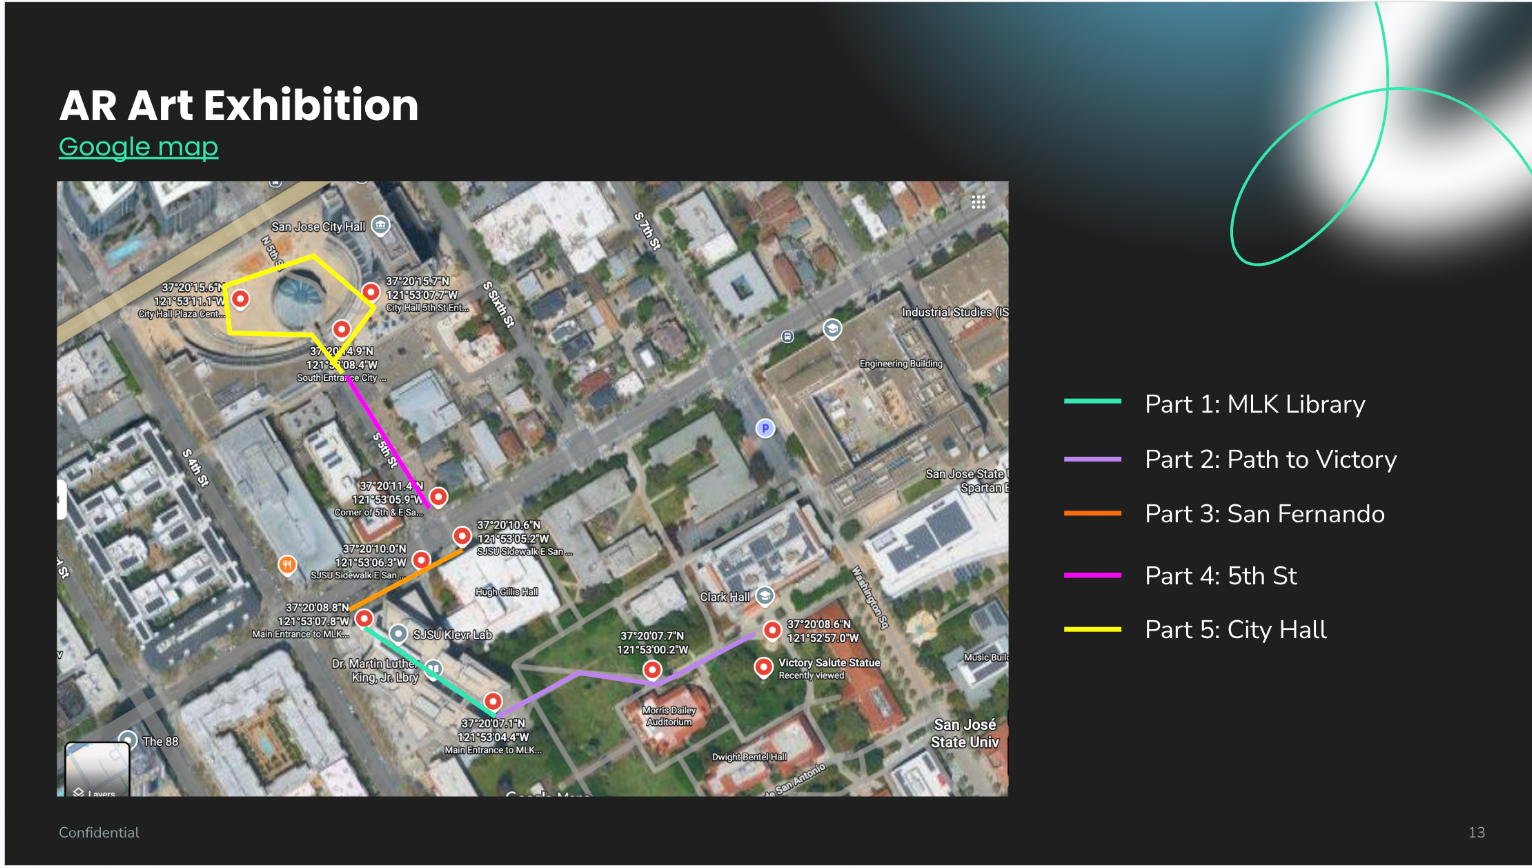 AR Art Exhibition
Google map
San Jose City Hall
N 5th S
S 7th St
37°20'15.6"N
121°53'11.1"W
City Hall Plaza Cent...
37°20'15.7"N
121°53'07.7"W
City Hall 5th St Ent...
S Sixth St
Industrial Studies (IS
Engineering Building
121°53'08.4"W
South Entrance City ...
S 4th St
S 5th St
San Jose State
Spartan
37°20'11.4"N
121°53'05.9"W
Corner of 5th & E Sa...
37°20'10.6"N
121°53'05.2"W
SJSU Sidewalk E San ...
37°20'10.0"N
121°53'06.3"W
SJSU Sidewalk E San ...
Hugh Gillis Hall
Clark Hall
Washington Sq
37°20'08.8"N
121°53'07.8"W
Main Entrance to MLK...
SJSU Klevr Lab
Dr. Martin Luther
King, Jr. Lbry
37°20'07.7"N
121°53'00.2"W
37°20'08.6"N
121°52'57.0"W
Victory Salute Statue
Recently viewed
Music Buil
Morris Dailey
Auditorium
37°20'07.1"N
121°53'04.4"W
Main Entrance to MLK...
San José
State Univ
Dwight Bentel Hall
San Antonio
The 88
Layers
P
Part 1: MLK Library
Part 2: Path to Victory
Part 3: San Fernando
Part 4: 5th St
Part 5: City Hall
Confidential
13